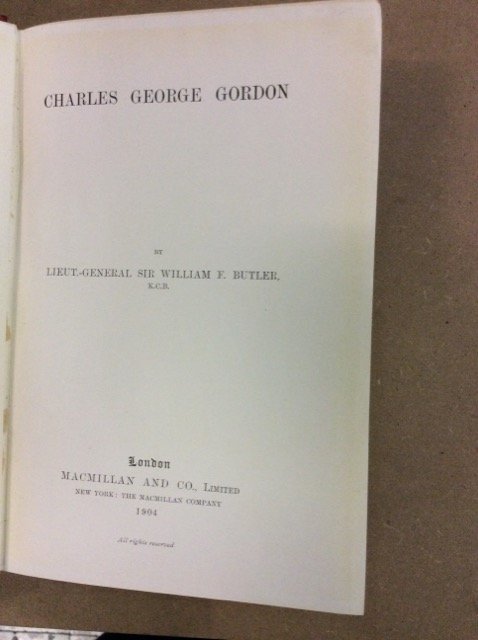 CHARLES GEORGE GORDON
BY
LIEUT.-GENERAL SIR WILLIAM F. BUTLER,
K.C.B.
London
MACMILLAN AND CO., LIMITED
NEW YORK: THE MACMILLAN COMPANY
1904
All rights reserved